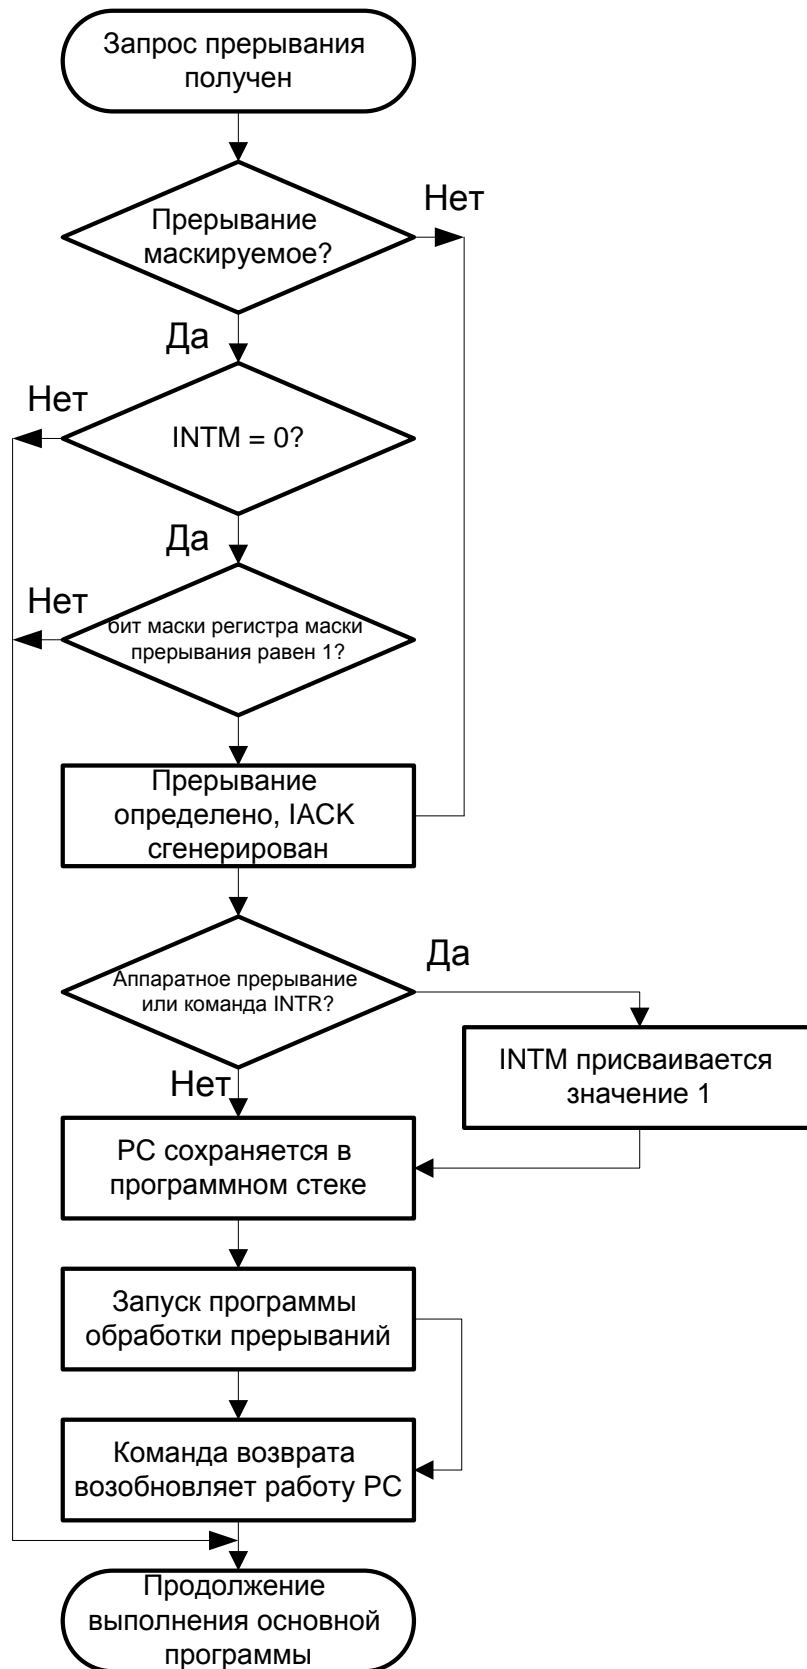 Запрос прерывания
получен
Прерывание
маскируемое?
Нет
Да
Нет
INTM = 0?
Да
Нет
бит маски регистра маски
прерывания равен 1?
Прерывание
определено, IACK
сгенерирован
Аппаратное прерывание
или команда INTR?
Да
INTM присваивается
значение 1
Нет
PC сохраняется в
программном стеке
Запуск программы
обработки прерываний
Команда возврата
возобновляет работу PC
Продолжение
выполнения основной
программы